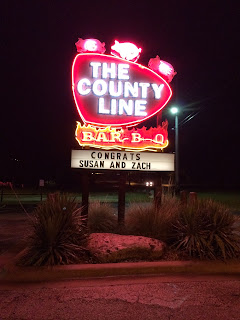 THE
COUNTY
LINE
BAR-B-Q
CONGRATS
SUSAN AND ZACH